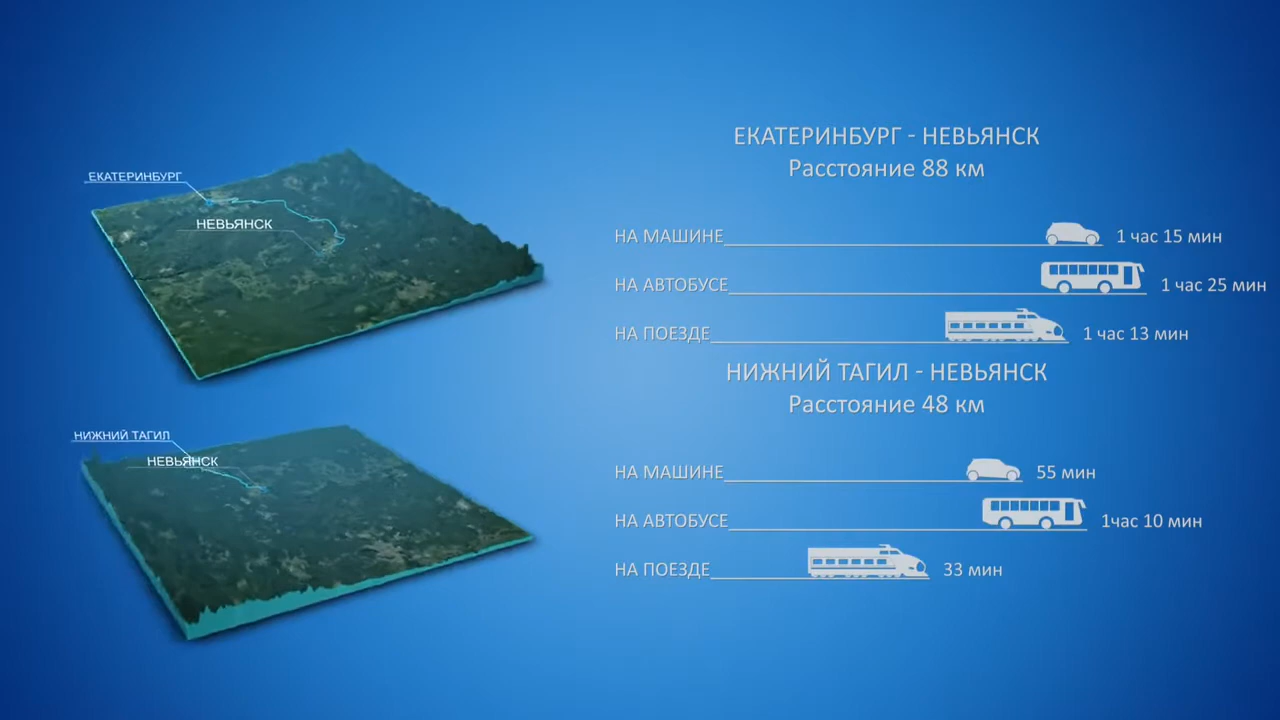 ЕКАТЕРИНБУРГ
НЕВЬЯНСК
ЕКАТЕРИНБУРГ - НЕВЬЯНСК
Расстояние 88 км
НА МАШИНЕ 1 час 15 мин
НА АВТОБУСЕ 1 час 25 мин
НА ПОЕЗДЕ 1 час 13 мин
НИЖНИЙ ТАГИЛ
НЕВЬЯНСК
НИЖНИЙ ТАГИЛ - НЕВЬЯНСК
Расстояние 48 км
НА МАШИНЕ 55 мин
НА АВТОБУСЕ 1час 10 мин
НА ПОЕЗДЕ 33 мин